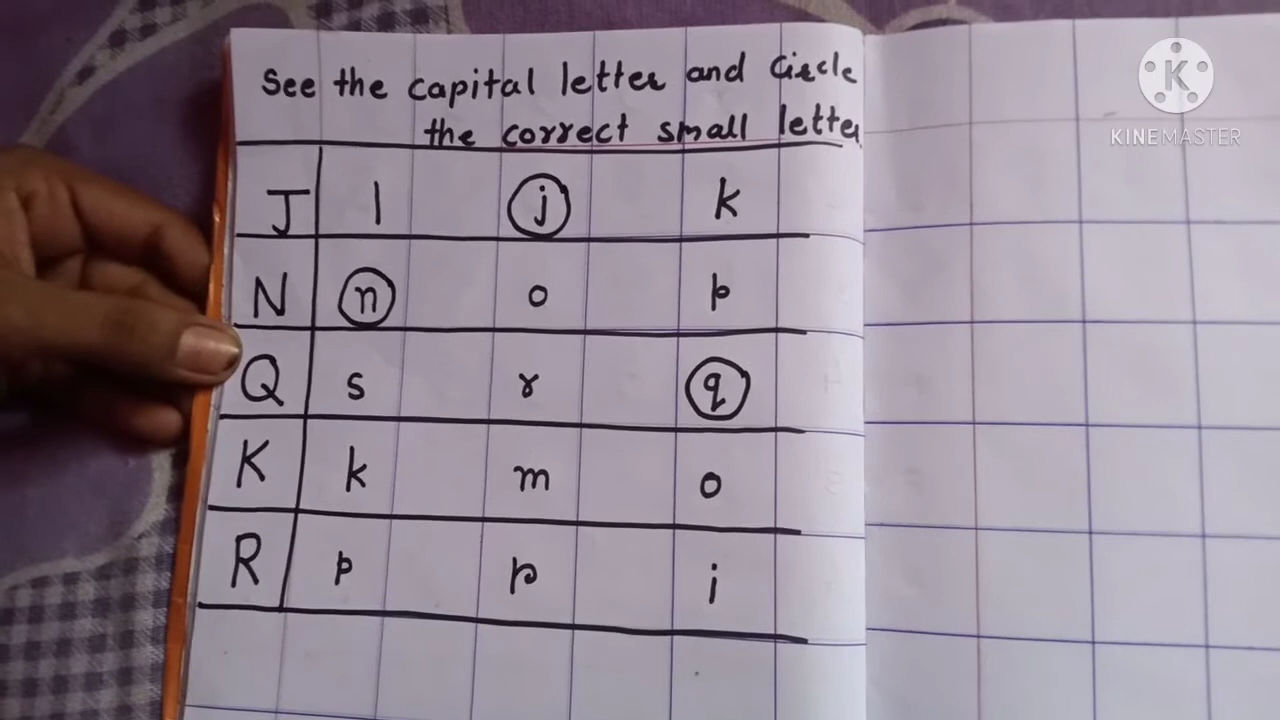 See the capital letter and Circle
the correct small letter
K
KINEMASTER
J l j k
N n o p
Q s r q
K k m o
R p p j